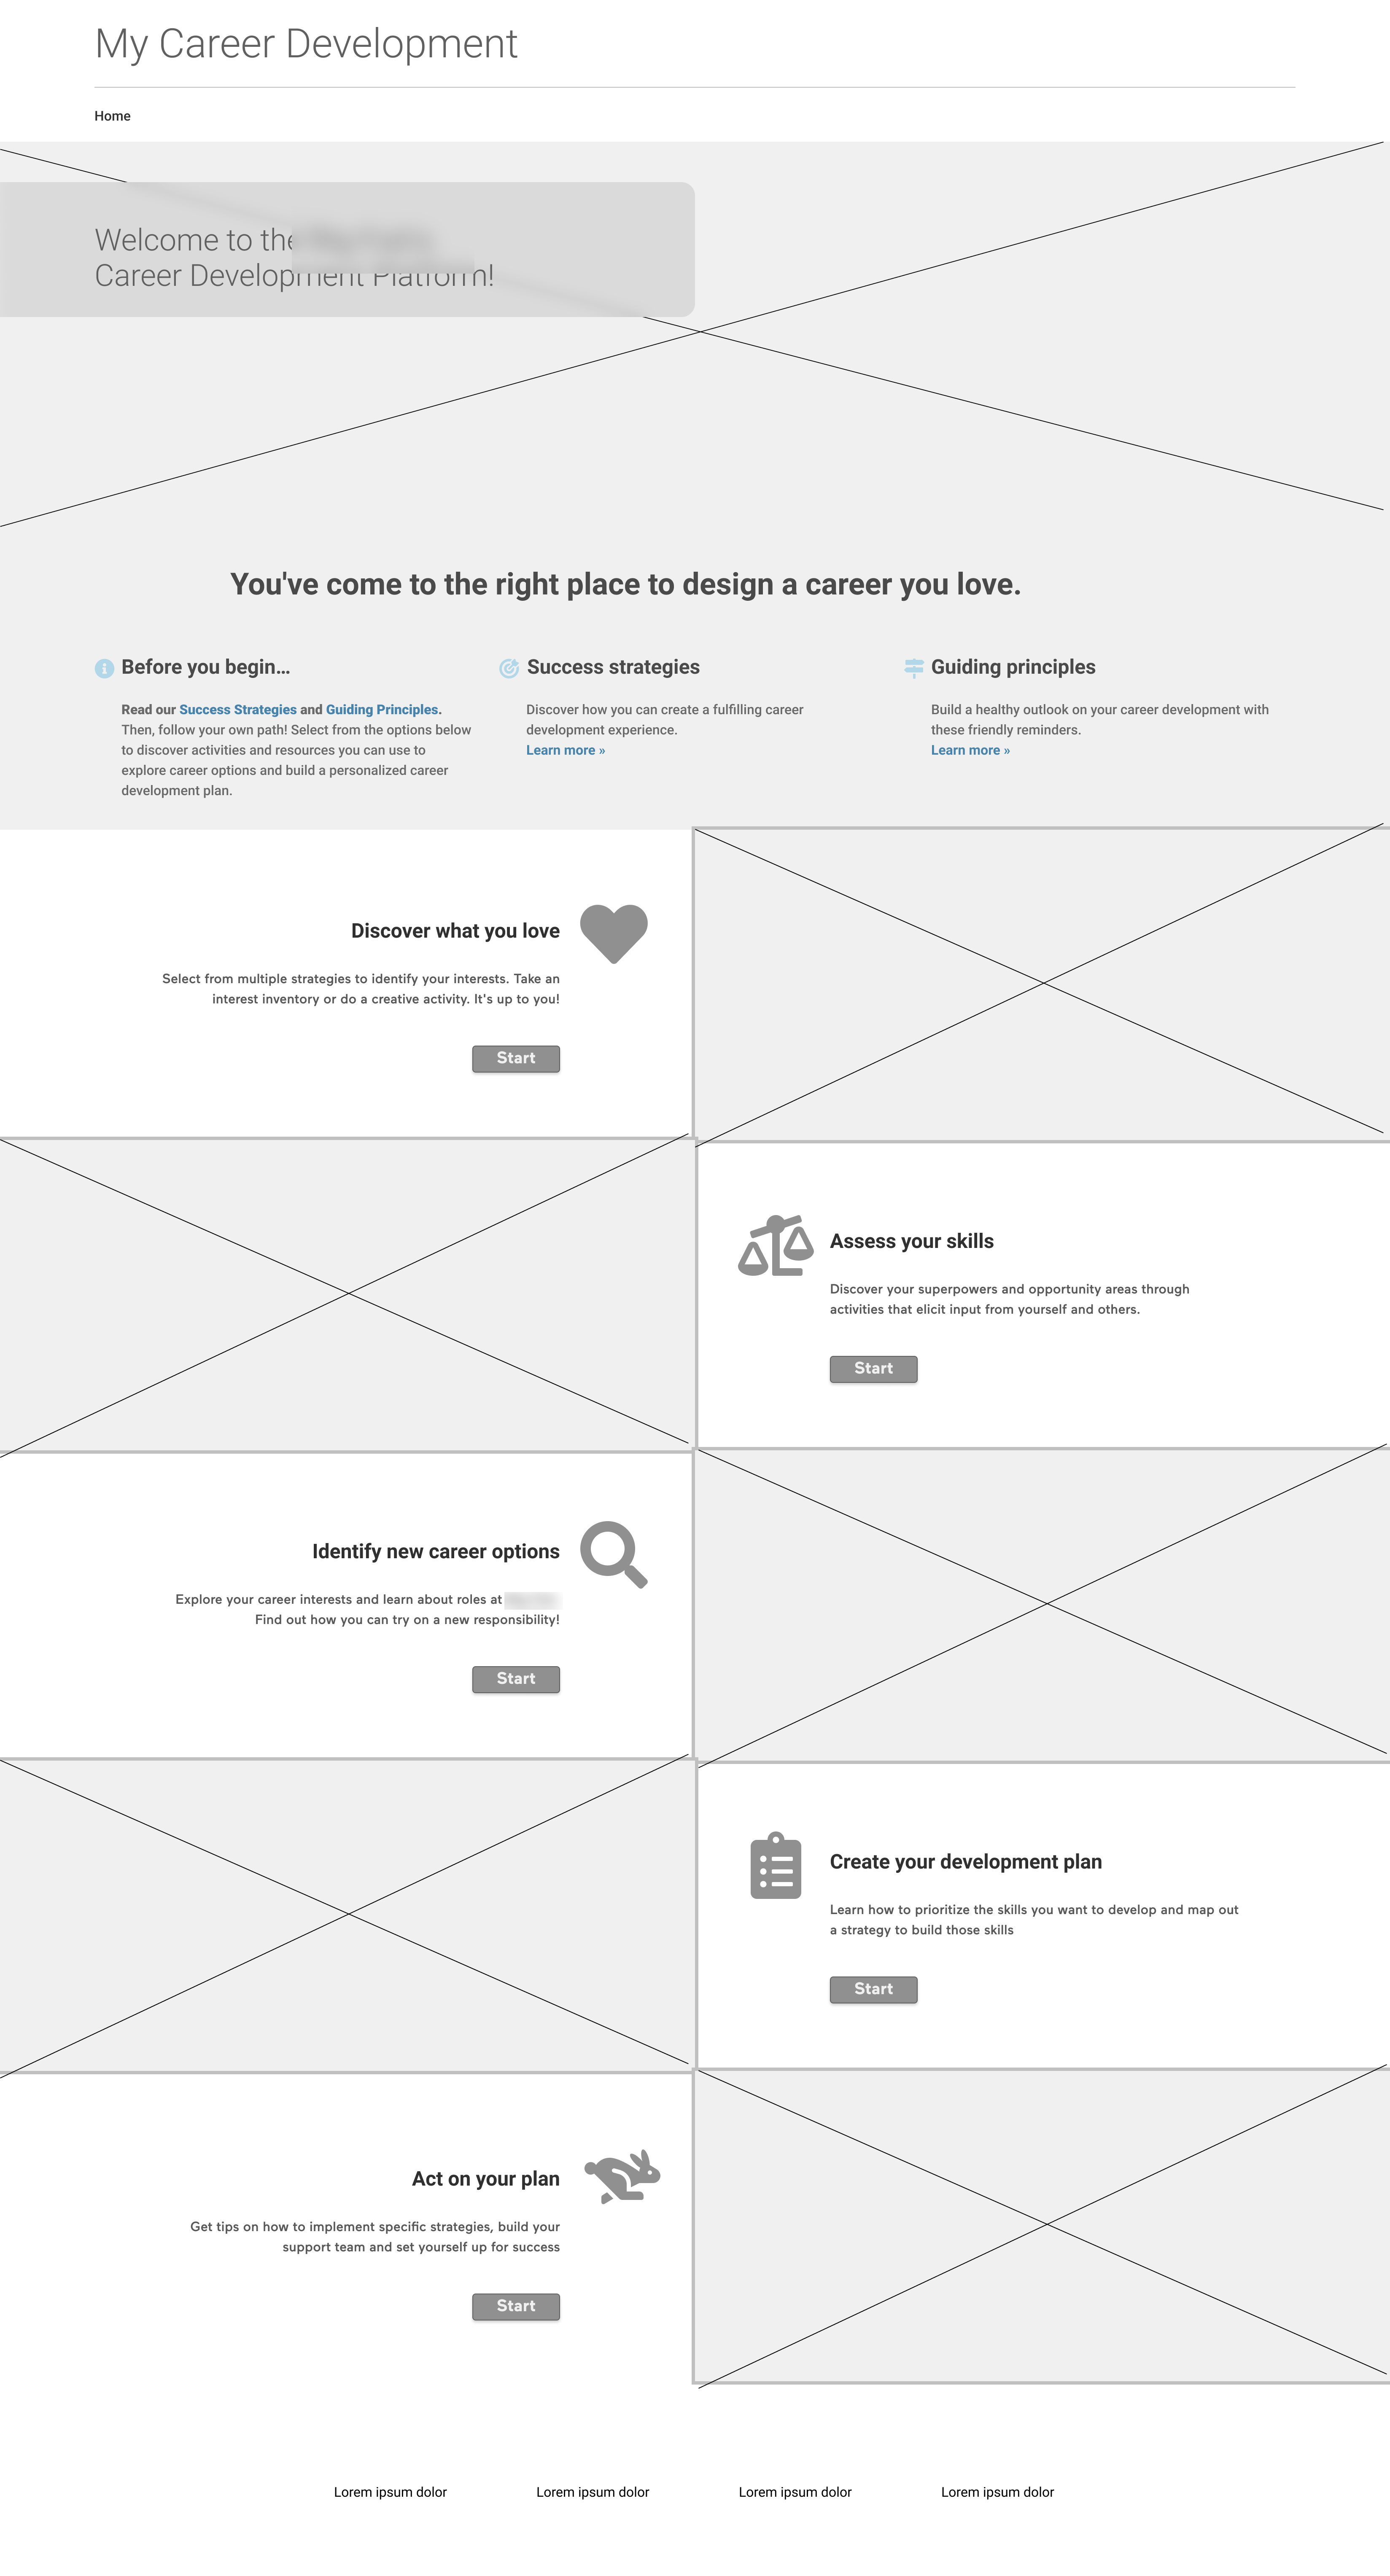 My Career Development
Home
Welcome to the
Career Development Platform!
You've come to the right place to design a career you love.
Before you begin...
Read our Success Strategies and Guiding Principles.
Then, follow your own path! Select from the options below
to discover activities and resources you can use to
explore career options and build a personalized career
development plan.
Success strategies
Discover how you can create a fulfilling career
development experience.
Learn more »
Guiding principles
Build a healthy outlook on your career development with
these friendly reminders.
Learn more »
Discover what you love
Select from multiple strategies to identify your interests. Take an
interest inventory or do a creative activity. It's up to you!
Start
Assess your skills
Discover your superpowers and opportunity areas through
activities that elicit input from yourself and others.
Start
Identify new career options
Explore your career interests and learn about roles at
Find out how you can try on a new responsibility!
Start
Create your development plan
Learn how to prioritize the skills you want to develop and map out
a strategy to build those skills
Start
Act on your plan
Get tips on how to implement specific strategies, build your
support team and set yourself up for success
Start
Lorem ipsum dolor
Lorem ipsum dolor
Lorem ipsum dolor
Lorem ipsum dolor